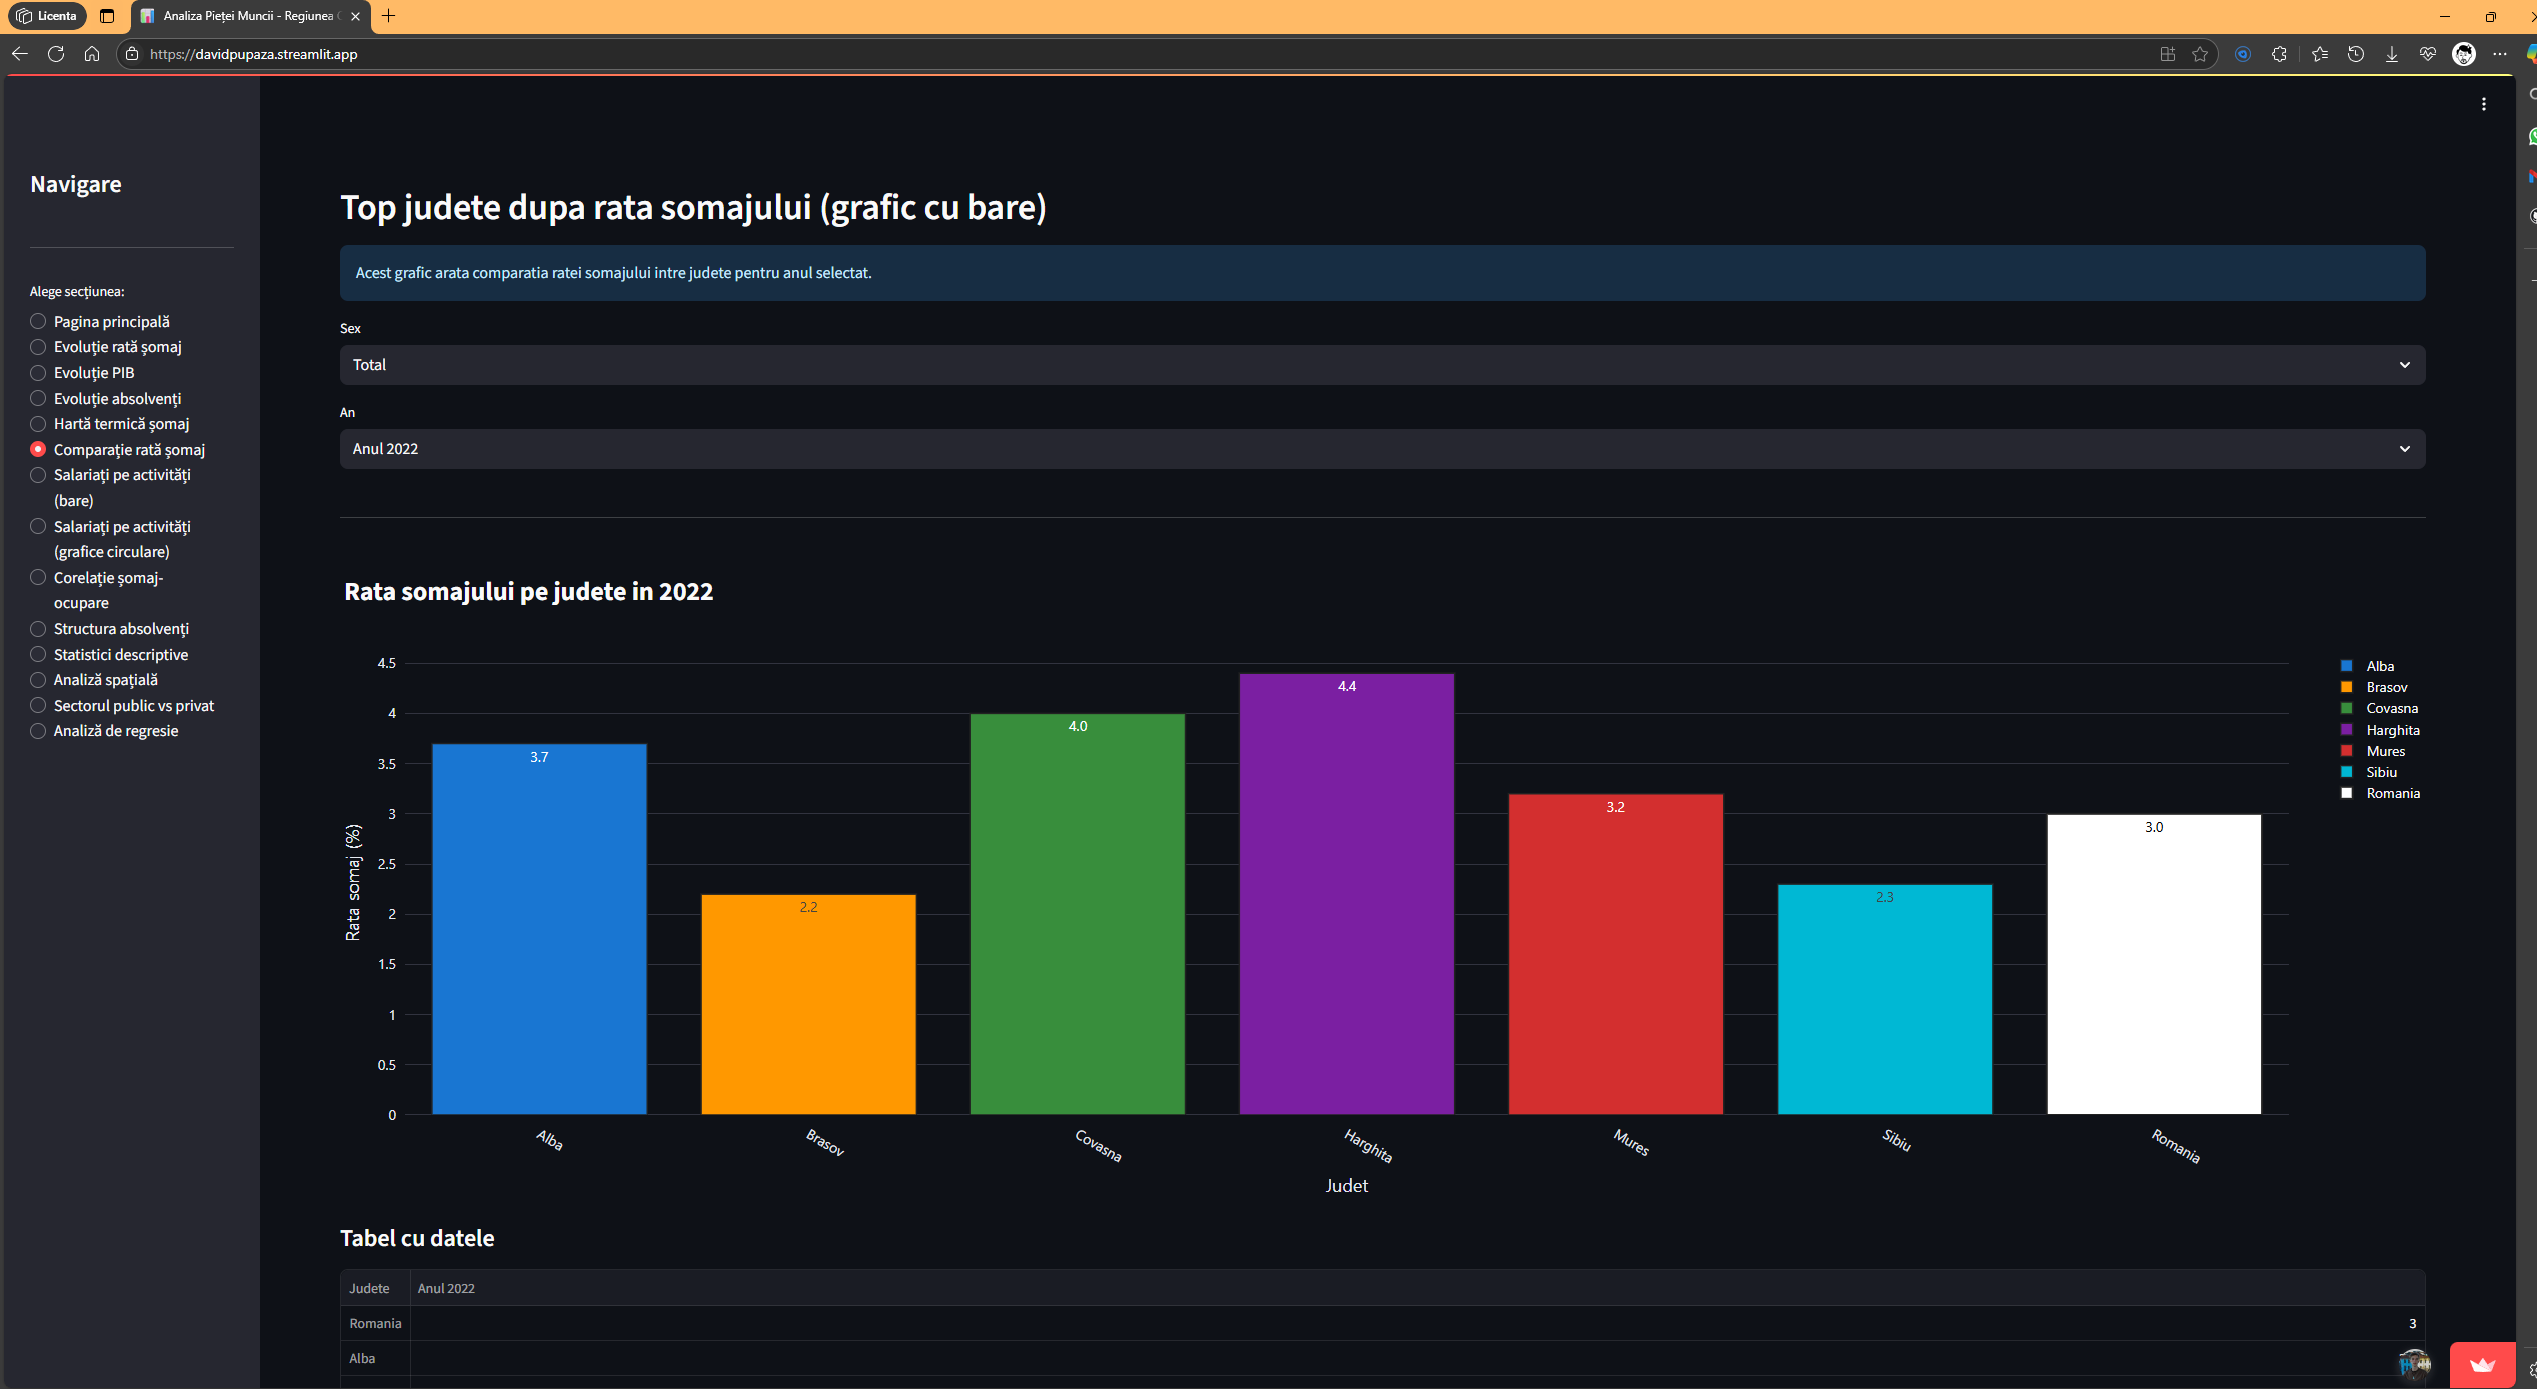 Licenta
Analiza Pieței Muncii - Regiunea
https://davidpupaza.streamlit.app
Navigare
Alege secțiunea:
Pagina principală
Evoluție rată șomaj
Evoluție PIB
Evoluție absolvenți
Hartă termică șomaj
Comparație rată șomaj
Salariați pe activități
(bare)
Salariați pe activități
(grafice circulare)
Corelație șomaj-
ocupare
Structura absolvenți
Statistici descriptive
Analiză spațială
Sectorul public vs privat
Analiză de regresie
Top judete dupa rata somajului (grafic cu bare)
Acest grafic arata comparatia ratei somajului intre judete pentru anul selectat.
Sex
Total
An
Anul 2022
Rata somajului pe judete in 2022
Rata somaj (%)
4.5
4
3.5
3
2.5
2
1.5
1
0.5
0
3.7
2.2
4.0
4.4
3.2
2.3
3.0
Alba
Brasov
Covasna
Harghita
Mures
Sibiu
Romania
Judet
Alba
Brasov
Covasna
Harghita
Mures
Sibiu
Romania
Tabel cu datele
Judete Anul 2022
Romania 3
Alba